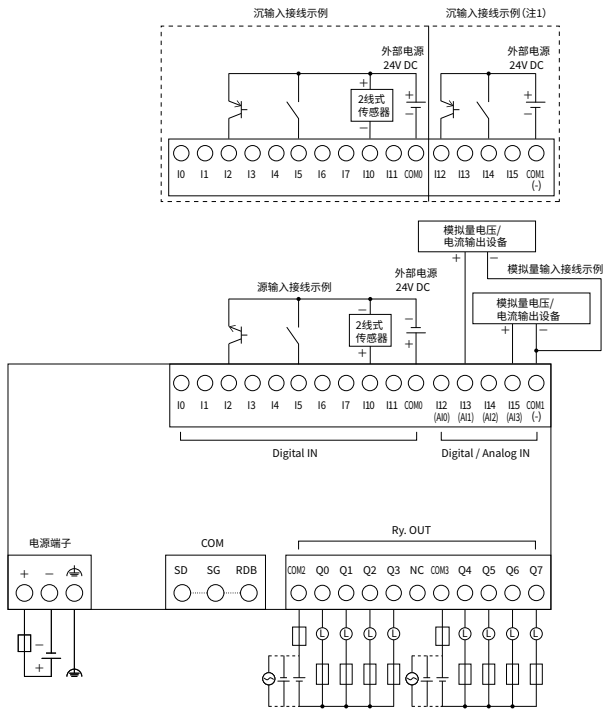 沉输入接线示例 沉输入接线示例(注1)
外部电源 外部电源
24V DC 24V DC
+ + +
2线式
传感器
− − −
I0 I1 I2 I3 I4 I5 I6 I7 I10 I11 COM0 I12 I13 I14 I15 COM1
(-)
模拟量电压/
电流输出设备
+ −
模拟量输入接线示例
外部电源
24V DC
源输入接线示例
模拟量电压/
电流输出设备
− −
2线式
传感器
+ + + −
I0 I1 I2 I3 I4 I5 I6 I7 I10 I11 COM0 I12 I13 I14 I15 COM1
(AI0) (AI1) (AI2) (AI3) (-)
Digital IN Digital / Analog IN
Ry. OUT
电源端子 COM
+ − SD SG RDB COM2 Q0 Q1 Q2 Q3 NC COM3 Q4 Q5 Q6 Q7
L L L L L L L L
−
+